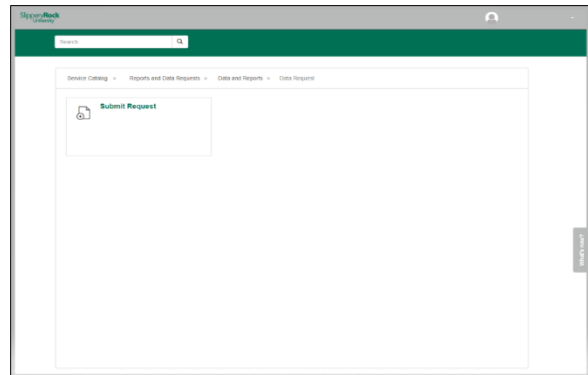 SlipperyRock
University
Search
Service Catalog » Reports and Data Requests » Data and Reports » Data Request
Submit Request
What's new?